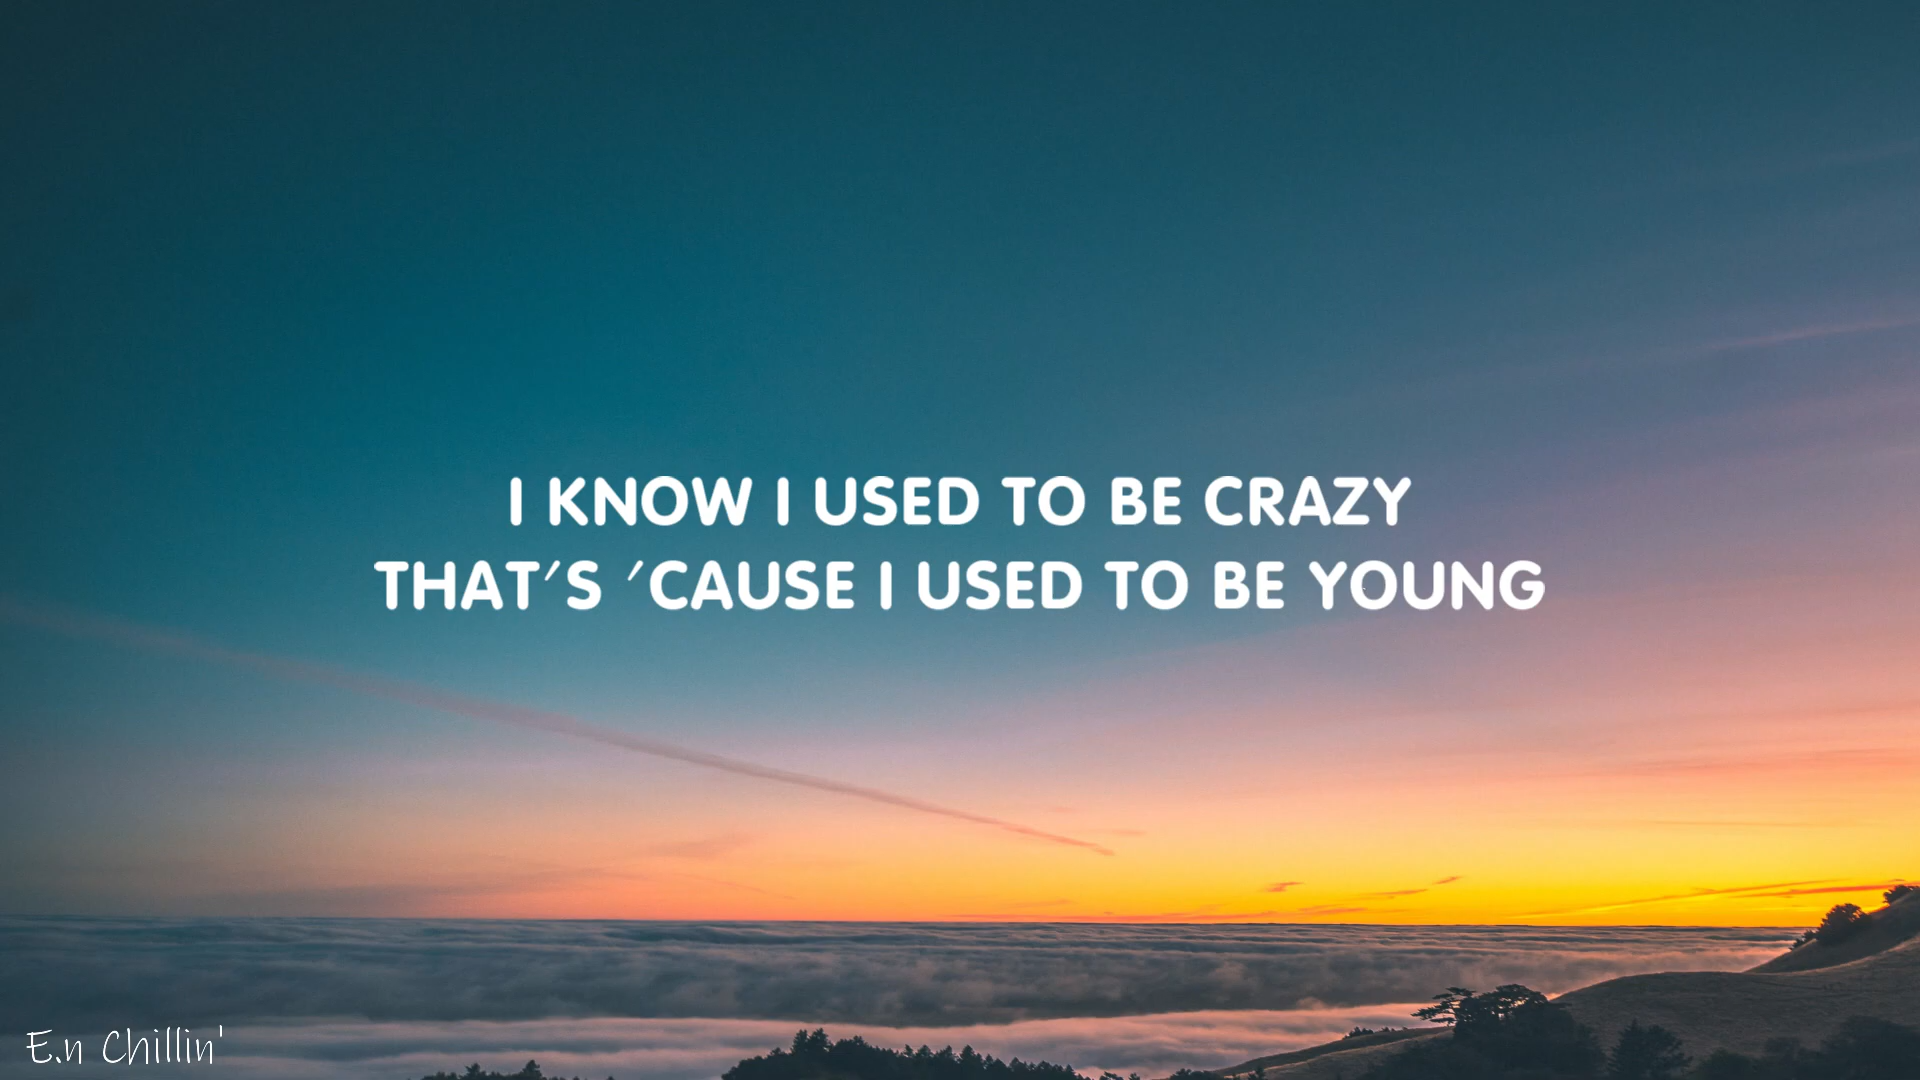 I KNOW I USED TO BE CRAZY
THAT'S 'CAUSE I USED TO BE YOUNG
E.n Chillin'